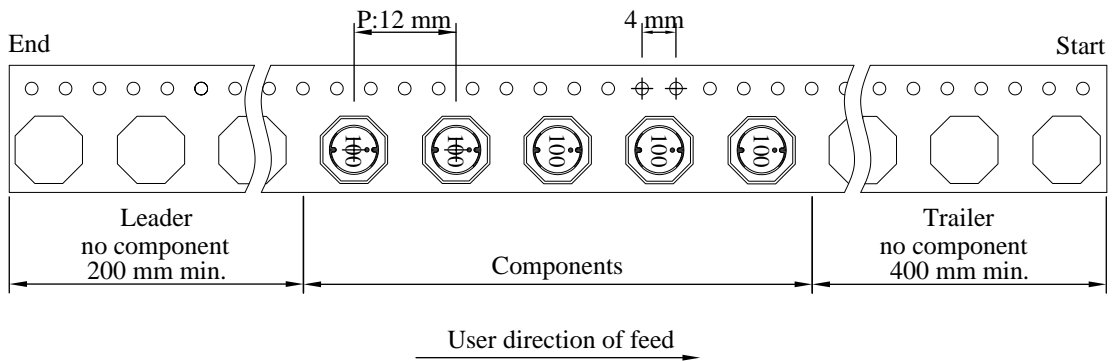 P:12 mm
4 mm
End
Start
100
100
100
100
100
Leader
no component
200 mm min.
Components
Trailer
no component
400 mm min.
User direction of feed